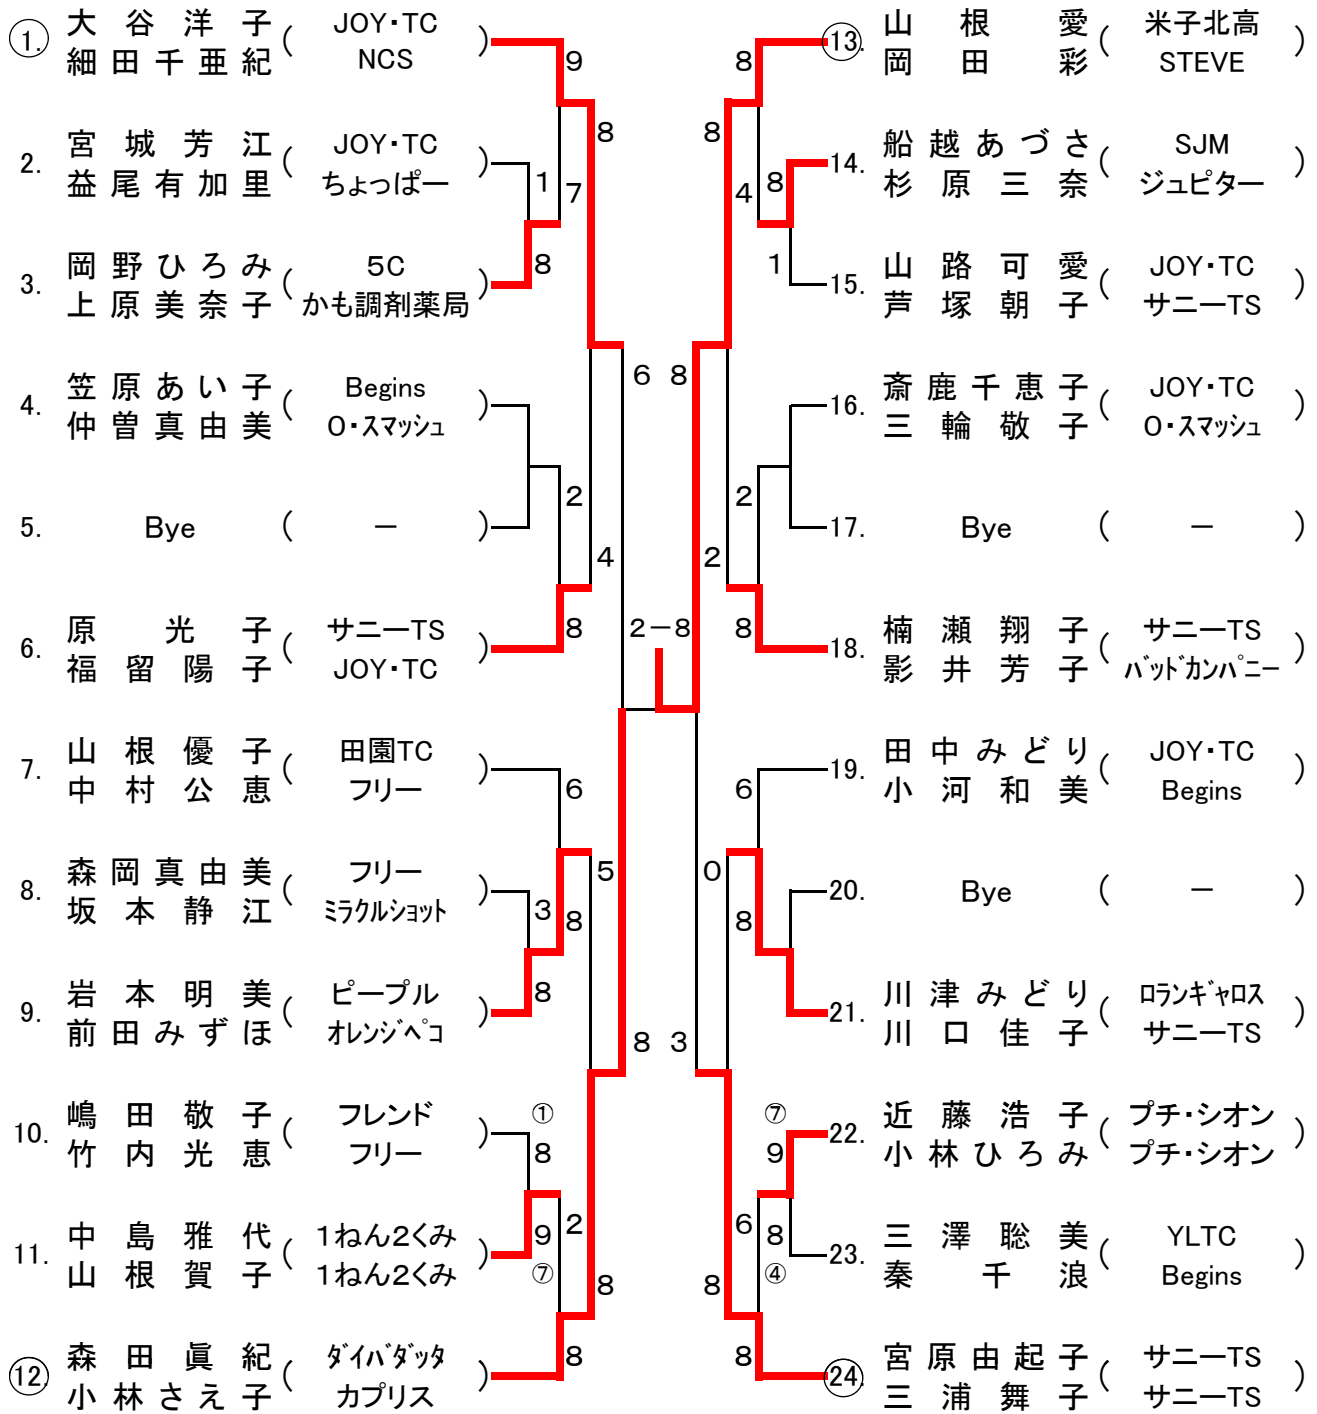 ①. 大谷洋子 ( JOY・TC )
細田千亜紀 NCS
2. 宮城芳江 ( JOY・TC )
益尾有加里 ちょっぱー
3. 岡野ひろみ ( 5C )
上原美奈子 かも調剤薬局
4. 笠原あい子 ( Begins )
仲曽真由美 O・スマッシュ
5. Bye ( － )
6. 原光子 ( サニーTS )
福留陽子 JOY・TC
7. 山根優子 ( 田園TC )
中村公恵 フリー
8. 森岡真由美 ( フリー )
坂本静江 ミラクルショット
9. 岩本明美 ( ピープル )
前田みずほ オレンジペコ
10. 嶋田敬子 ( フレンド )
竹内光恵 フリー
11. 中島雅代 ( 1ねん2くみ )
山根賀子 1ねん2くみ
⑫. 森田眞紀 ( ダイバダッタ )
小林さえ子 カプリス
9
7
1
8
8
4
2
8
6
8
3
8
5
8
①
8
9
⑦
2
8
6 8
2－8
8 3
8
4
8
1
8
2
2
8
6
8
0
8
⑦
9
8
④
6
8
⑬. 山根愛 ( 米子北高 )
岡田彩 STEVE
14. 船越あづさ ( SJM )
杉原三奈 ジュピター
15. 山路可愛 ( JOY・TC )
芦塚朝子 サニーTS
16. 斎鹿千恵子 ( JOY・TC )
三輪敬子 O・スマッシュ
17. Bye ( － )
18. 楠瀬翔子 ( サニーTS )
影井芳子 バッドカンパニー
19. 田中みどり ( JOY・TC )
小河和美 Begins
20. Bye ( － )
21. 川津みどり ( ロランギャロス )
川口佳子 サニーTS
22. 近藤浩子 ( プチ・シオン )
小林ひろみ プチ・シオン
23. 三澤聡美 ( YLTC )
秦千浪 Begins
㉔. 宮原由起子 ( サニーTS )
三浦舞子 サニーTS